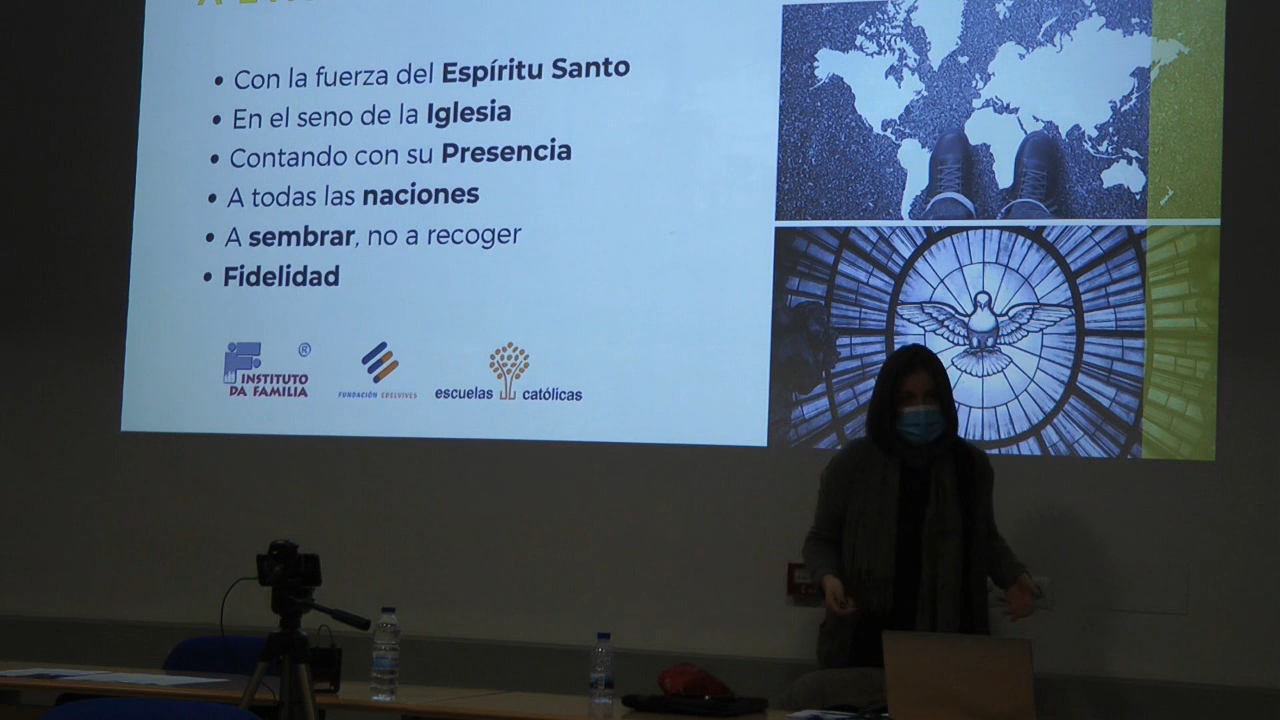 • Con la fuerza del Espíritu Santo
• En el seno de la Iglesia
• Contando con su Presencia
• A todas las naciones
• A sembrar, no a recoger
• Fidelidad
®
INSTITUTO
DA FAMILIA
FUNDACIÓN EDELVIVES
escuelas católicas